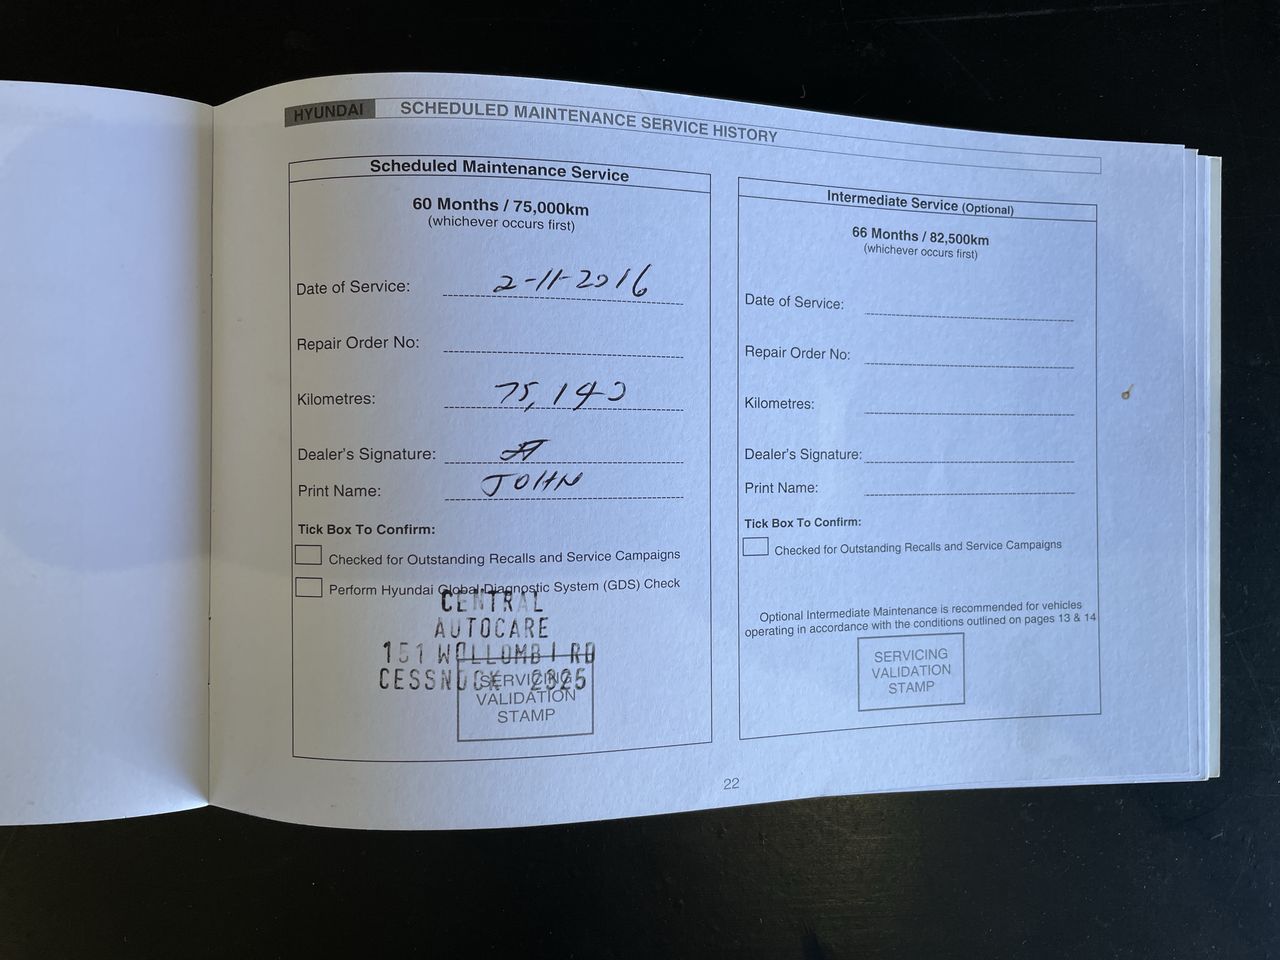 HYUNDAI SCHEDULED MAINTENANCE SERVICE HISTORY
Scheduled Maintenance Service
60 Months / 75,000km
(whichever occurs first)
Date of Service: 2-11-2016
Repair Order No:
Kilometres: 75,140
Dealer's Signature:
Print Name: JOHN
Tick Box To Confirm:
Checked for Outstanding Recalls and Service Campaigns
Perform Hyundai Global Diagnostic System (GDS) Check
CENTRAL
AUTOCARE
151 WOLLOMBI RD
CESSNOCK 2325
SERVICING
VALIDATION
STAMP
Intermediate Service (Optional)
66 Months / 82,500km
(whichever occurs first)
Date of Service:
Repair Order No:
Kilometres:
Dealer's Signature:
Print Name:
Tick Box To Confirm:
Checked for Outstanding Recalls and Service Campaigns
Optional Intermediate Maintenance is recommended for vehicles
operating in accordance with the conditions outlined on pages 13 & 14
SERVICING
VALIDATION
STAMP
22